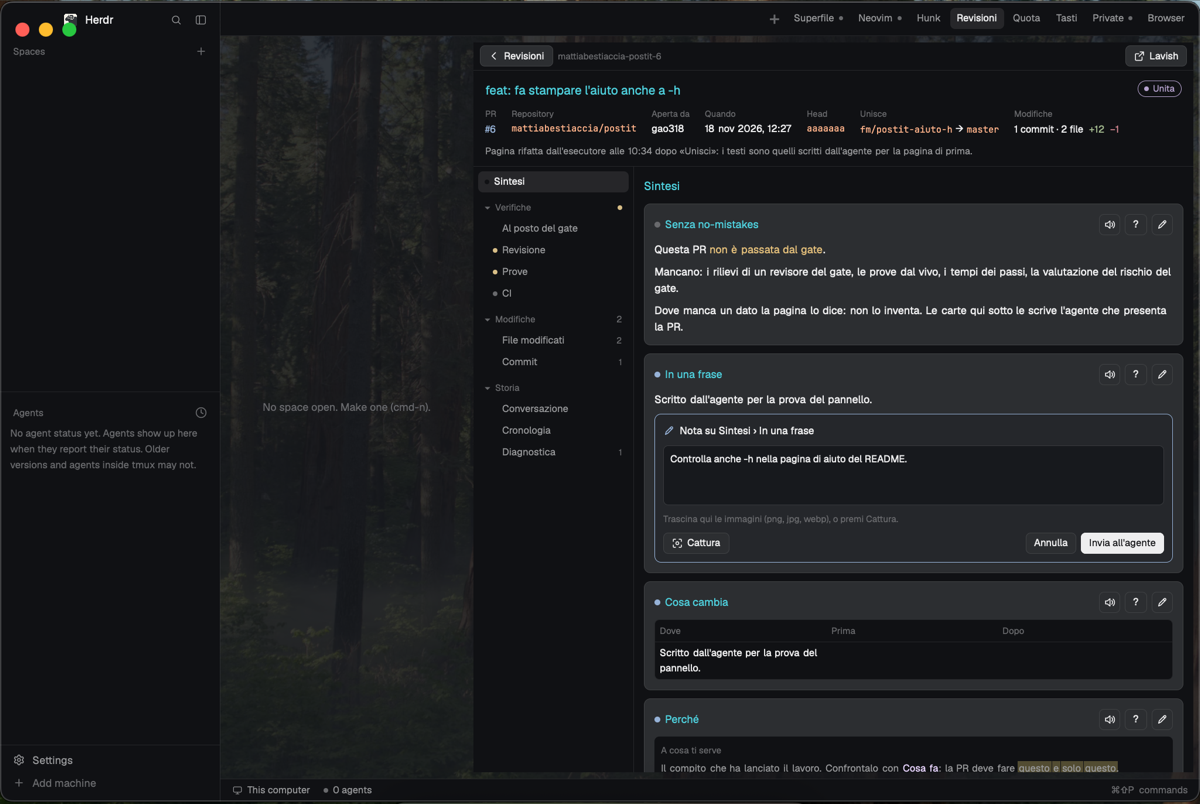 Herdr
Spaces
No space open. Make one (cmd-n).
Agents
No agent status yet. Agents show up here
when they report their status. Older
versions and agents inside tmux may not.
Settings
Add machine
This computer
0 agents
⌘⇧P commands
Superfile
Neovim
Hunk
Revisioni
Quota
Tasti
Private
Browser
Revisioni
mattiabestiaccia-postit-6
Lavish
feat: fa stampare l'aiuto anche a -h
Unita
PR
#6
Repository
mattiabestiaccia/postit
Aperta da
gao318
Quando
18 nov 2026, 12:27
Head
aaaaaaa
Unisce
fm/postit-aiuto-h → master
Modifiche
1 commit · 2 file +12 −1
Pagina rifatta dall'esecutore alle 10:34 dopo «Unisci»: i testi sono quelli scritti dall'agente per la pagina di prima.
Sintesi
Verifiche
Al posto del gate
Revisione
Prove
CI
Modifiche 2
File modificati 2
Commit 1
Storia
Conversazione
Cronologia
Diagnostica 1
Sintesi
Senza no-mistakes
?
Questa PR non è passata dal gate.
Mancano: i rilievi di un revisore del gate, le prove dal vivo, i tempi dei passi, la valutazione del rischio del
gate.
Dove manca un dato la pagina lo dice: non lo inventa. Le carte qui sotto le scrive l'agente che presenta
la PR.
In una frase
?
Scritto dall'agente per la prova del pannello.
Nota su Sintesi › In una frase
Controlla anche -h nella pagina di aiuto del README.
Trascina qui le immagini (png, jpg, webp), o premi Cattura.
Cattura
Annulla
Invia all'agente
Cosa cambia
?
Dove
Prima
Dopo
Scritto dall'agente per la prova del
pannello.
Perché
?
A cosa ti serve
Il compito che ha lanciato il lavoro. Confrontalo con Cosa fa: la PR deve fare questo e solo questo.